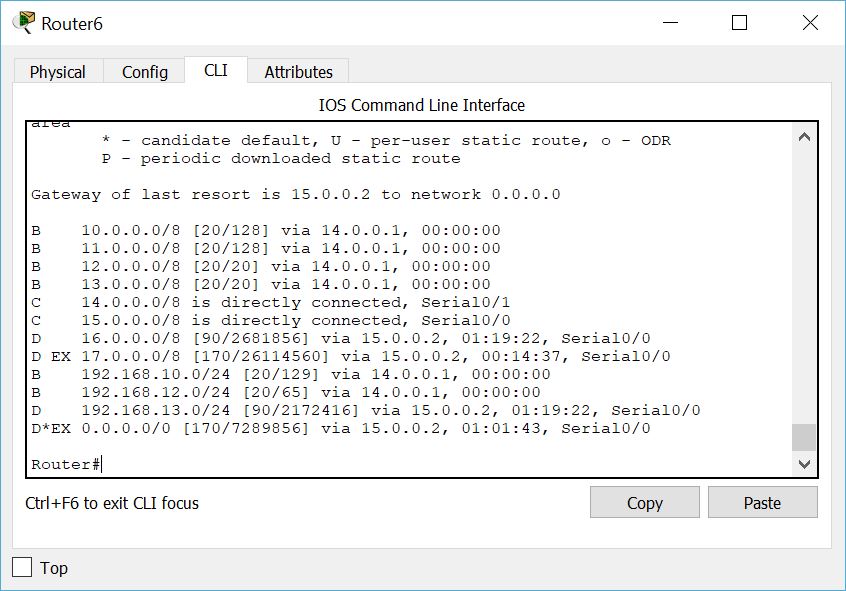 Router6
Physical Config CLI Attributes
IOS Command Line Interface
area
* - candidate default, U - per-user static route, o - ODR
P - periodic downloaded static route
Gateway of last resort is 15.0.0.2 to network 0.0.0.0
B 10.0.0.0/8 [20/128] via 14.0.0.1, 00:00:00
B 11.0.0.0/8 [20/128] via 14.0.0.1, 00:00:00
B 12.0.0.0/8 [20/20] via 14.0.0.1, 00:00:00
B 13.0.0.0/8 [20/20] via 14.0.0.1, 00:00:00
C 14.0.0.0/8 is directly connected, Serial0/1
C 15.0.0.0/8 is directly connected, Serial0/0
D 16.0.0.0/8 [90/2681856] via 15.0.0.2, 01:19:22, Serial0/0
D EX 17.0.0.0/8 [170/26114560] via 15.0.0.2, 00:14:37, Serial0/0
B 192.168.10.0/24 [20/129] via 14.0.0.1, 00:00:00
B 192.168.12.0/24 [20/65] via 14.0.0.1, 00:00:00
D 192.168.13.0/24 [90/2172416] via 15.0.0.2, 01:19:22, Serial0/0
D*EX 0.0.0.0/0 [170/7289856] via 15.0.0.2, 01:01:43, Serial0/0
Router#
Ctrl+F6 to exit CLI focus
Copy Paste
Top